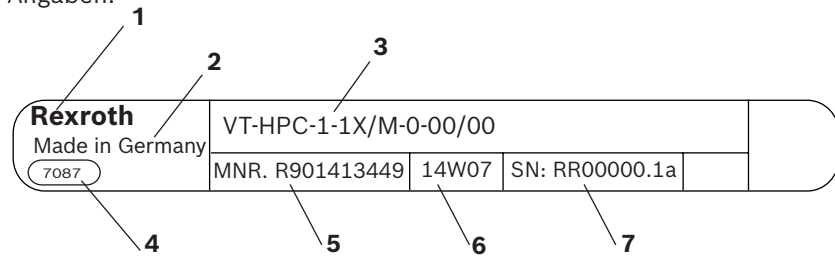 Angaben:
1
2
3
Rexroth
Made in Germany
7087
VT-HPC-1-1X/M-0-00/00
MNR. R901413449 14W07 SN: RR00000.1a
4
5
6
7